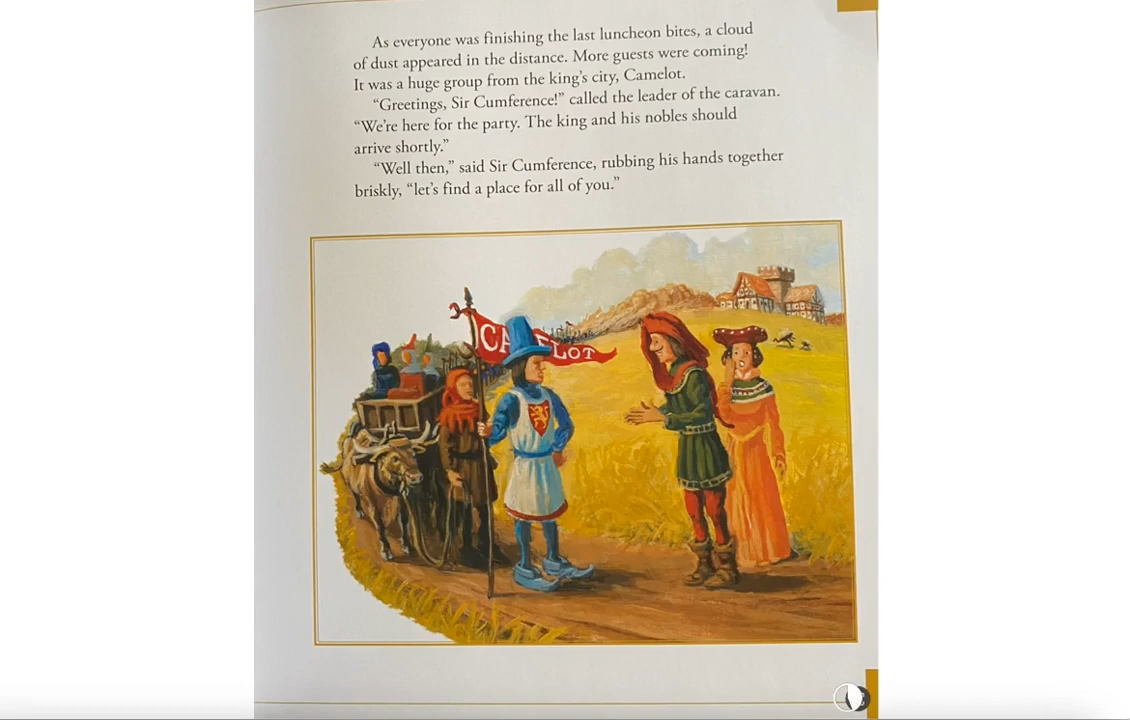 As everyone was finishing the last luncheon bites, a cloud
of dust appeared in the distance. More guests were coming!
It was a huge group from the king's city, Camelot.
“Greetings, Sir Cumference!” called the leader of the caravan.
“We're here for the party. The king and his nobles should
arrive shortly.”
“Well then,” said Sir Cumference, rubbing his hands together
briskly, “let's find a place for all of you.”
CA ELOT